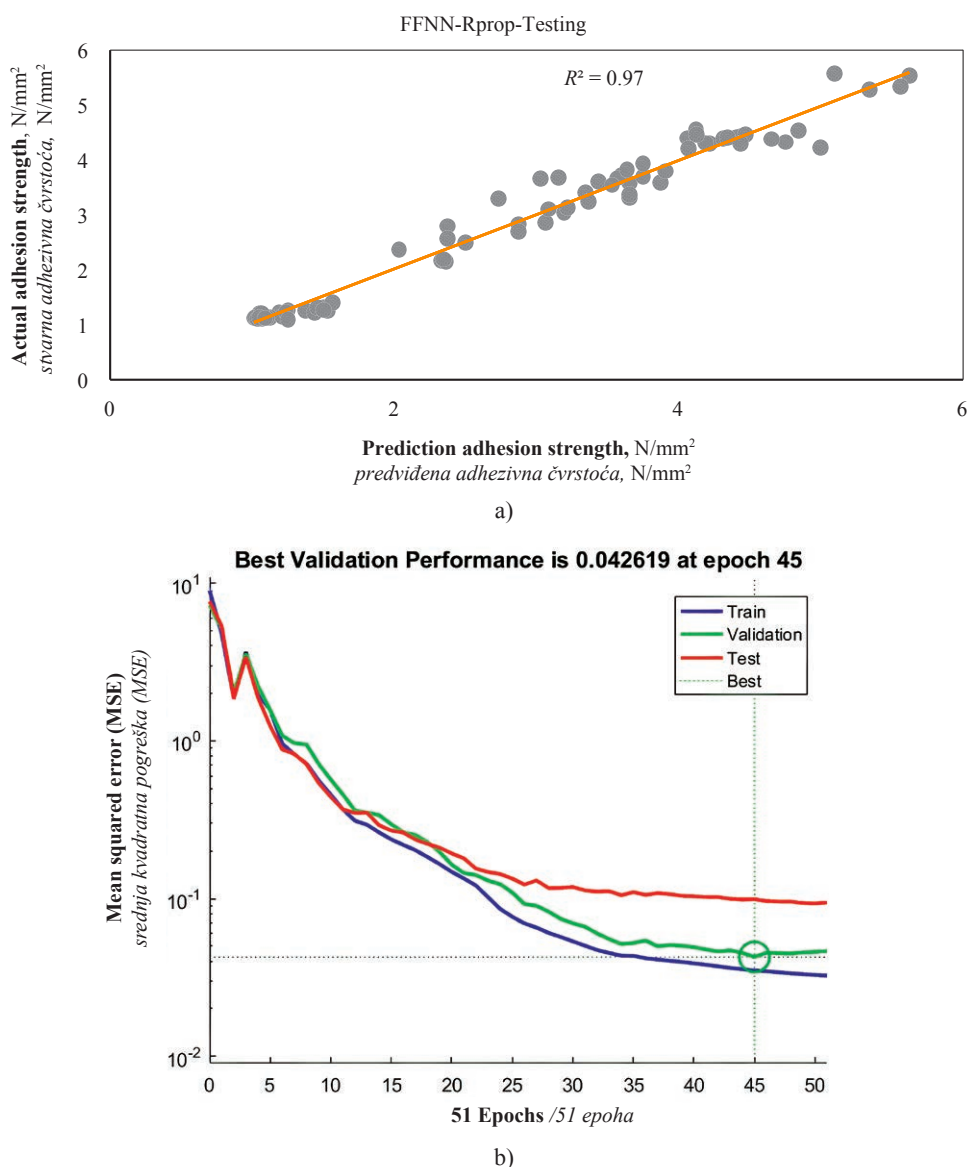 FFNN-Rprop-Testing
Actual adhesion strength, N/mm²
stvarna adhezivna čvrstoća, N/mm²
6
5
4
3
2
1
0
R² = 0.97
0 2 4 6
Prediction adhesion strength, N/mm²
predviđena adhezivna čvrstoća, N/mm²
a)
Best Validation Performance is 0.042619 at epoch 45
Mean squared error (MSE)
srednja kvadratna pogreška (MSE)
10¹
10⁰
10⁻¹
10⁻²
Train
Validation
Test
Best
0 5 10 15 20 25 30 35 40 45 50
51 Epochs /51 epoha
b)